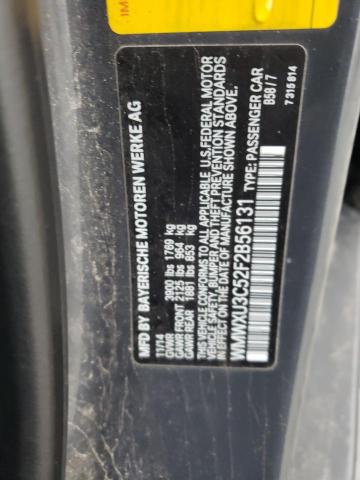 MFD BY BAYERISCHE MOTOREN WERKE AG
11/14
GVWR 3900 lbs 1769 kg
GAWR FRONT 2125 lbs 964 kg
GAWR REAR 1881 lbs 853 kg
THIS VEHICLE CONFORMS TO ALL APPLICABLE U.S. FEDERAL MOTOR
VEHICLE SAFETY, BUMPER AND THEFT PREVENTION STANDARDS
IN EFFECT ON THE DATE OF MANUFACTURE SHOWN ABOVE.
WMWXU3C52F2B56131 TYPE: PASSENGER CAR
B58/7
7 315 814